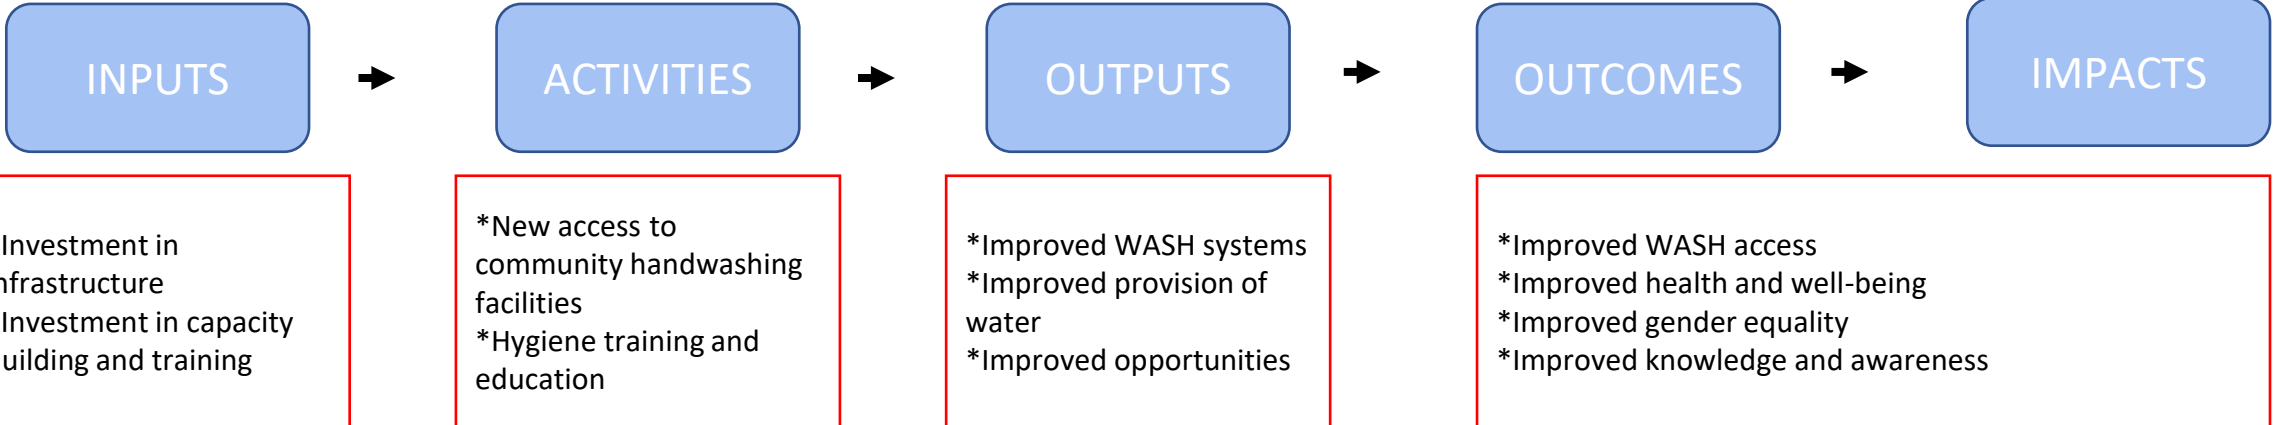 INPUTS
ACTIVITIES
OUTPUTS
OUTCOMES
IMPACTS
Investment in
nfrastructure
Investment in capacity
uilding and training
*New access to
community handwashing
facilities
*Hygiene training and
education
*Improved WASH systems
*Improved provision of
water
*Improved opportunities
*Improved WASH access
*Improved health and well-being
*Improved gender equality
*Improved knowledge and awareness